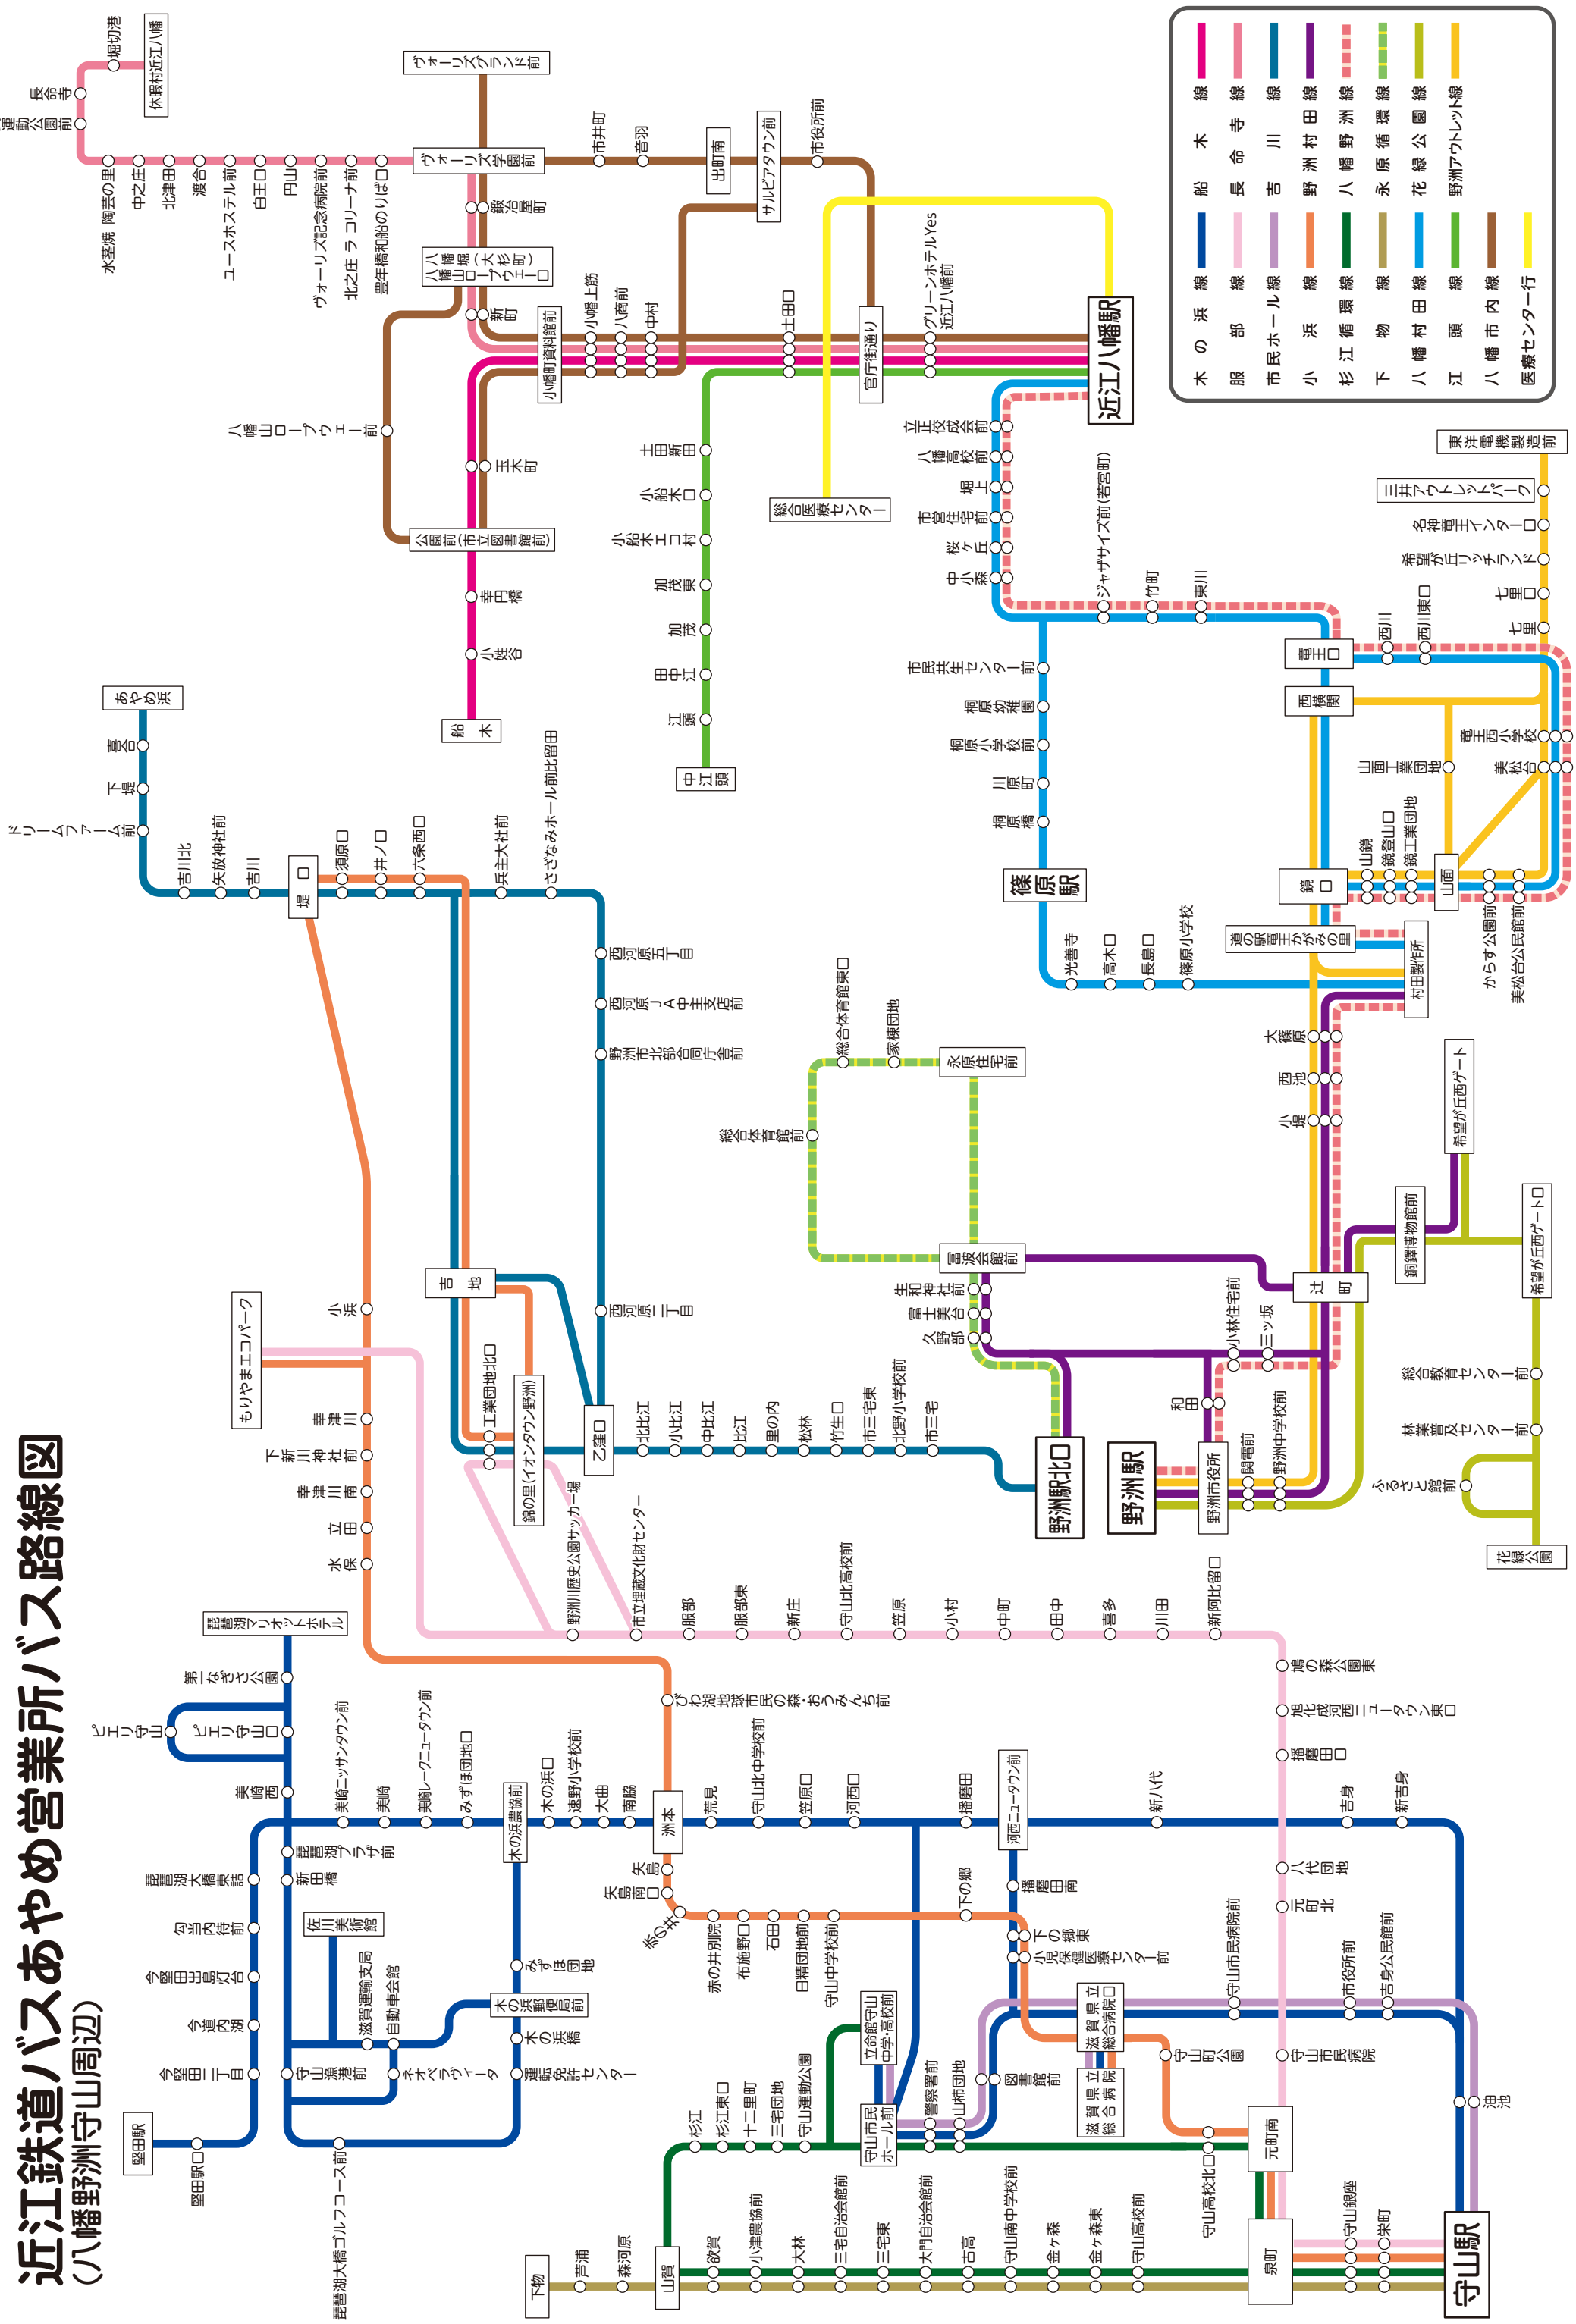 近江鉄道バスあやめ営業所バス路線図
(八幡野洲守山周辺)
木の浜線
船木線
服部線
長命寺線
市民ホール線
吉川線
小浜線
野洲村田線
杉江循環線
八幡野洲線
下物線
永原循環線
八幡村田線
花緑公園線
江頭線
野洲アウトレット線
八幡市内線
医療センター行
堅田駅
堅田駅口
今堅田二丁目
今道内湖
今堅田出島灯台
勾当内侍前
琵琶湖大橋東詰
琵琶湖マリオットホテル
第一なぎさ公園
ピエリ守山
ピエリ守山口
美崎西
琵琶湖プラザ前
新田橋
佐川美術館
滋賀運輸支局
自動車会館
守山漁港前
ネオベラヴィータ
琵琶湖大橋ゴルフコース前
運転免許センター
木の浜橋
木の浜郵便局前
みずほ団地
木の浜農協前
美崎ニッサンタウン前
美崎
美崎レークニュータウン前
みずほ団地口
木の浜口
速野小学校前
大曲
南脇
洲本
荒見
守山北中学校前
笠原口
河西口
播磨田
河西ニュータウン前
新八代
吉身
新吉身
播磨田南
下の郷東
小児保健医療センター前
矢島
矢島南口
赤の井
赤の井別院
布施野口
石田
日精団地前
守山中学校前
下の郷
立命館守山
中学・高校前
守山市民
ホール前
警察署前
山柿団地
図書館前
滋賀県立
総合病院口
滋賀県立
総合病院
守山市民病院前
市役所前
吉身公民館前
守山町公園
守山市民病院
油池
杉江
杉江東口
十二里町
三宅団地
守山運動公園
守山高校北口
元町南
泉町
守山銀座
栄町
守山駅
下物
芦浦
森河原
山賀
欲賀
小津農協前
大林
三宅自治会館前
三宅東
大門自治会館前
古高
守山南中学校前
金ヶ森
金ヶ森東
守山高校前
もりやまエコパーク
小浜
幸津川
下新川神社前
幸津川南
立田
水保
びわ湖地球市民の森・おうみんち前
野洲川歴史公園サッカー場
市立埋蔵文化財センター
服部
服部東
新庄
守山北高校前
笠原
小村
中町
田中
喜多
川田
新阿比留口
鳩の森公園東
旭化成河西ニュータウン東口
播磨田口
八代団地
元町北
あやめ浜
喜合
下堤
ドリームファーム前
吉川北
矢放神社前
吉川
堤口
須原口
井ノ口
六条西口
兵主大社前
さざなみホール前比留田
西河原五丁目
西河原JA中主支店前
野洲市北部合同庁舎前
西河原二丁目
吉地
工業団地北口
錦の里(イオンタウン野洲)
乙窪口
北比江
小比江
中比江
比江
里の内
松林
竹生口
市三宅東
北野小学校前
市三宅
野洲駅北口
野洲駅
野洲市役所
関電前
野洲中学校前
和田
小林住宅前
三ツ坂
久野部
富士美台
生和神社前
冨波会館前
総合体育館前
総合体育館東口
家棟団地
永原住宅前
辻町
銅鐸博物館前
希望が丘西ゲート
希望が丘西ゲート口
総合教育センター前
林業普及センター前
ふるさと館前
花緑公園
小堤
西池
大篠原
村田製作所
道の駅竜王かがみの里
鏡口
山鏡
鏡登山口
鏡工業団地
山面
からす公園前
美松台公民館前
山面工業団地
美松台
竜王西小学校
西横関
竜王口
西川
西川東口
七里
七里口
希望が丘リッチランド
名神竜王インター口
三井アウトレットパーク
東洋電機製造前
篠原駅
光善寺
高木口
長島口
篠原小学校
桐原橋
川原町
桐原小学校前
桐原幼稚園
市民共生センター前
ジャザサイズ前(若宮町)
竹町
東川
中小森
桜ヶ丘
市営住宅前
堀上
八幡高校前
立正佼成会前
近江八幡駅
グリーンホテルYes
近江八幡前
官庁街通り
土田口
総合医療センター
土田新田
小船木口
小船木エコ村
加茂東
加茂
田中江
江頭
中江頭
中村
八商前
小幡上筋
小幡町資料館前
玉木町
公園前(市立図書館前)
幸円橋
小姓谷
船木
八幡山ロープウェー前
新町
八幡堀(大杉町)
八幡山ロープウエー口
鍛冶屋町
ヴォーリズ学園前
ヴォーリズグランド前
市井町
音羽
出町南
サルビアタウン前
市役所前
豊年橋和船のりば口
北之庄 ラ コリーナ前
ヴォーリズ記念病院前
円山
白王口
ユースホステル前
渡合
北津田
中之庄
水茎焼 陶芸の里
運動公園前
長命寺
堀切港
休暇村近江八幡